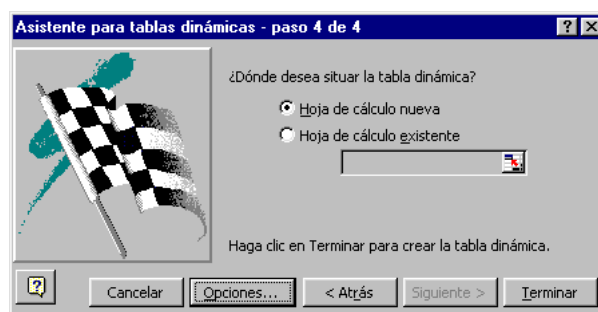 Asistente para tablas dinámicas - paso 4 de 4
¿Dónde desea situar la tabla dinámica?
Hoja de cálculo nueva
Hoja de cálculo existente
Haga clic en Terminar para crear la tabla dinámica.
Cancelar Opciones... < Atrás Siguiente > Terminar